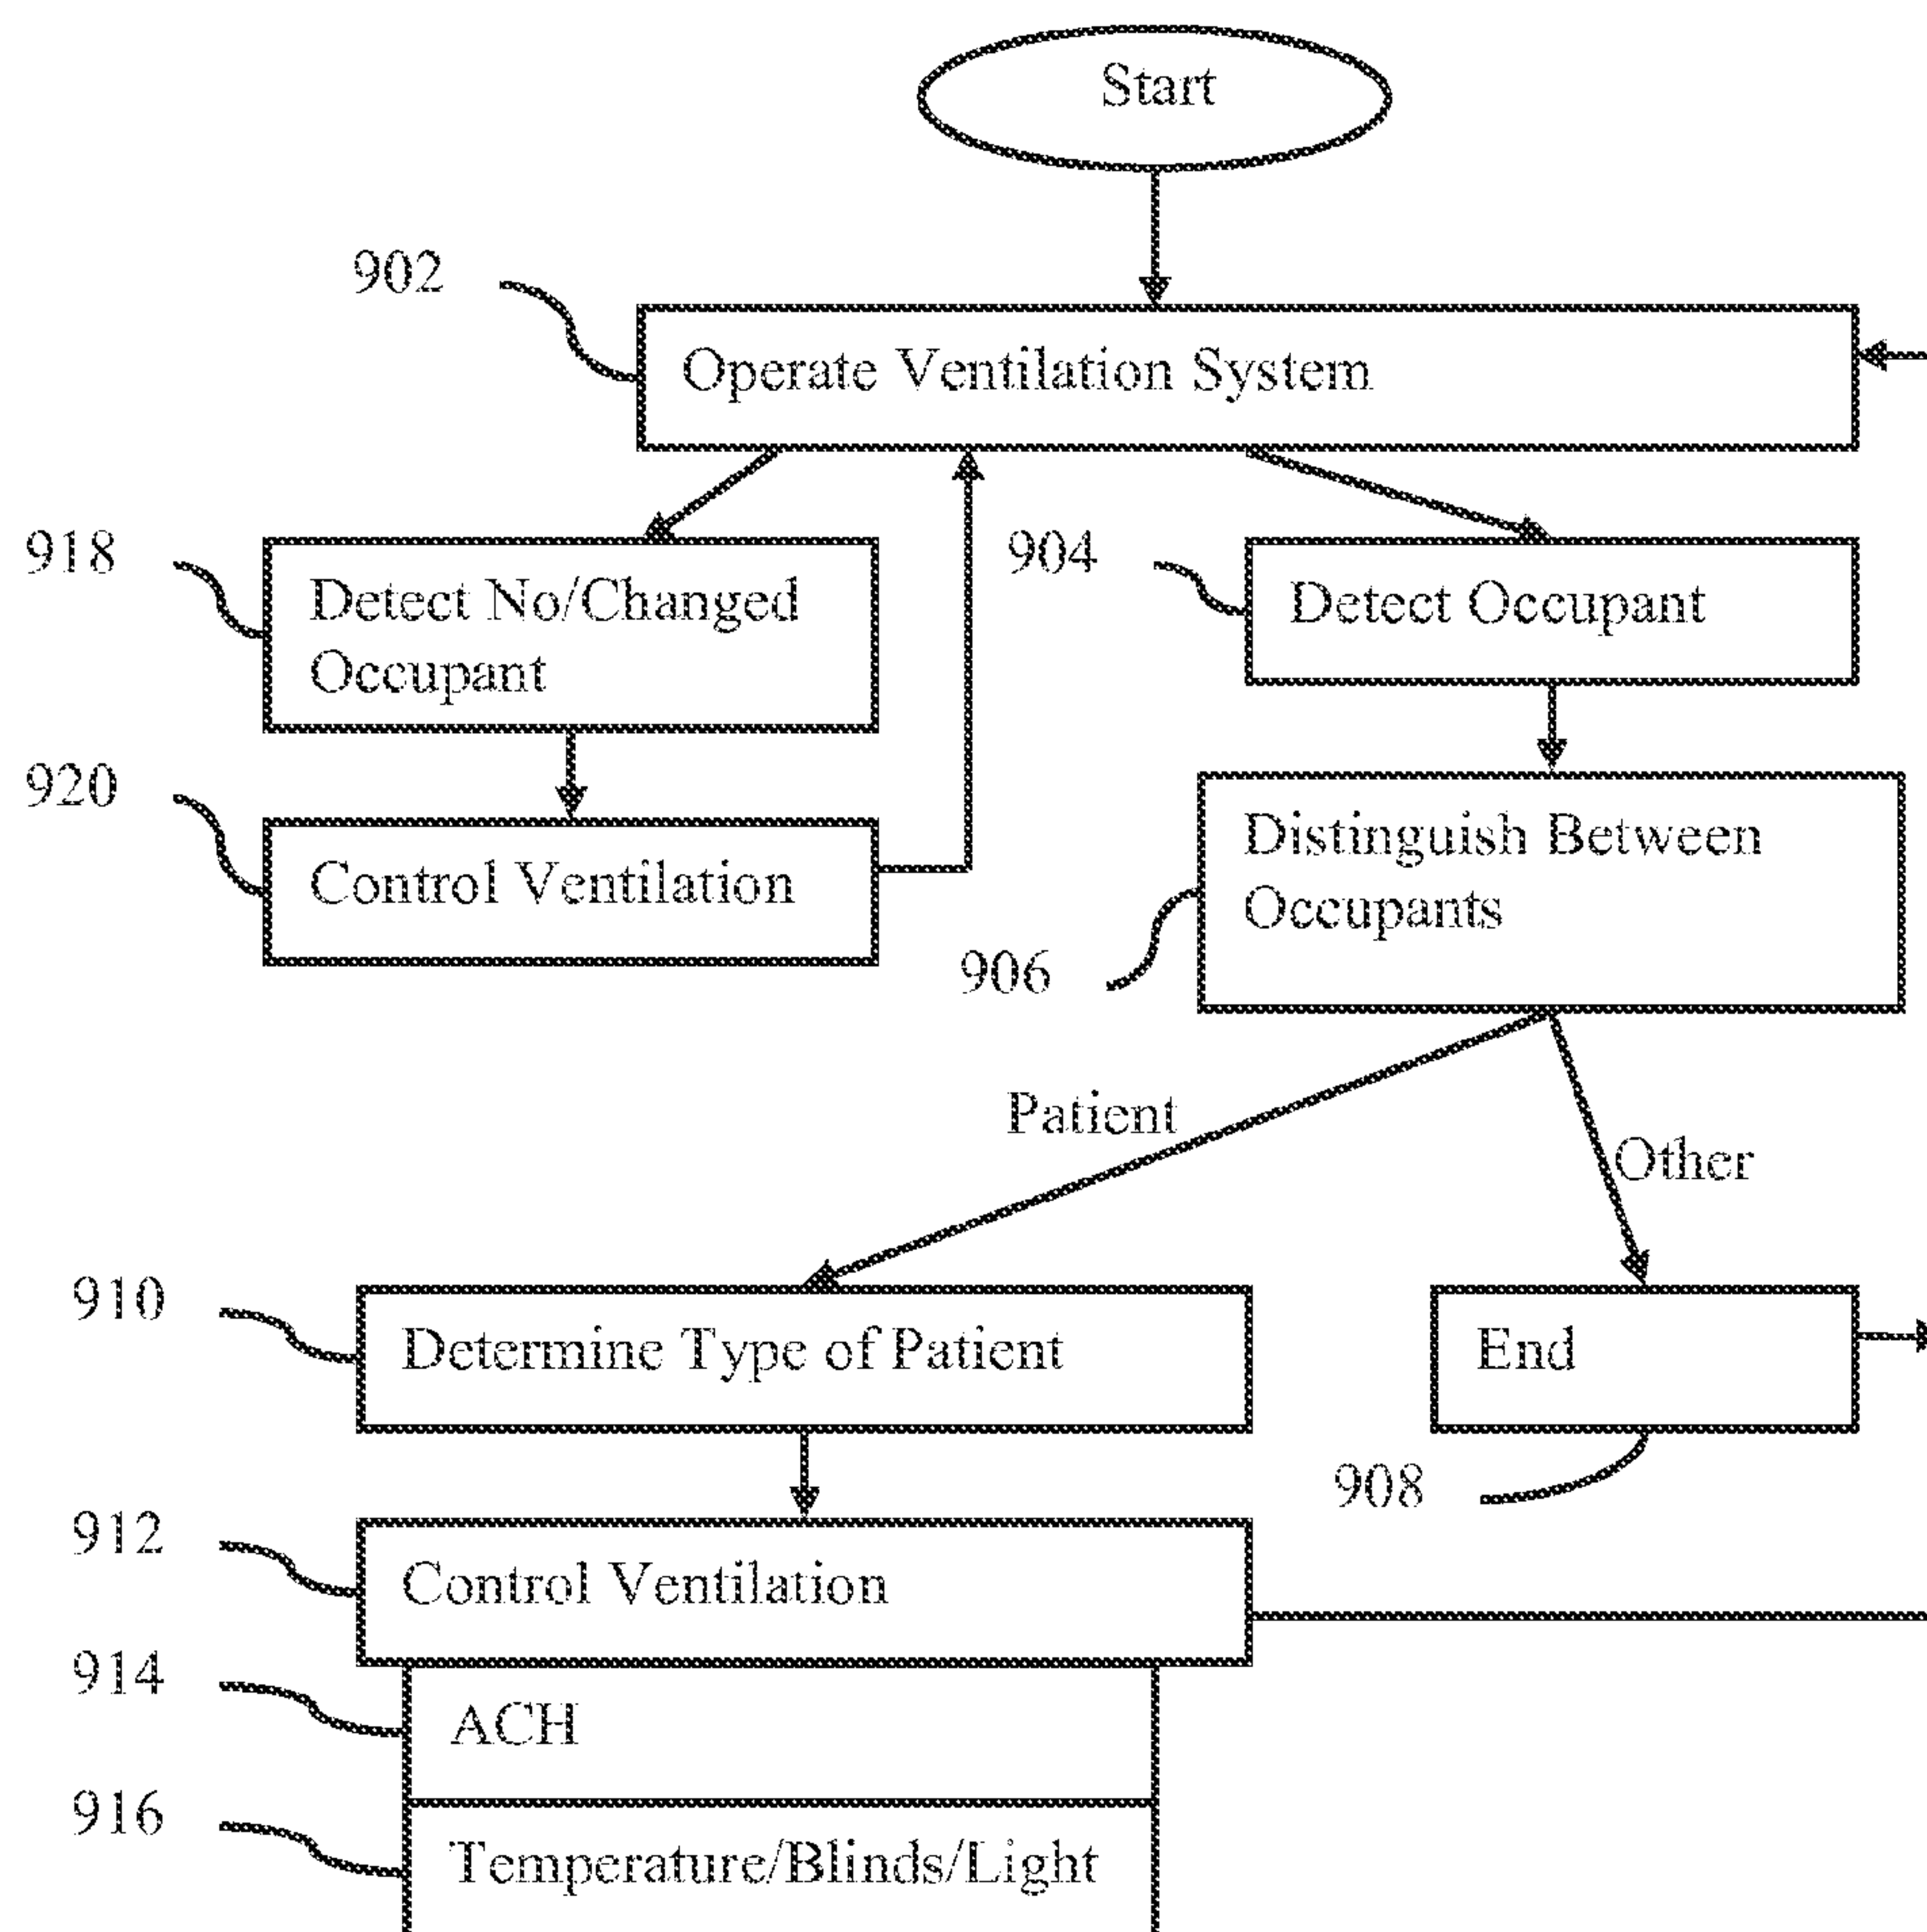 Start
902
Operate Ventilation System
918
Detect No/Changed
Occupant
904
Detect Occupant
920
Control Ventilation
Distinguish Between
Occupants
906
Patient
Other
910
Determine Type of Patient
End
908
912
Control Ventilation
914
ACH
916
Temperature/Blinds/Light